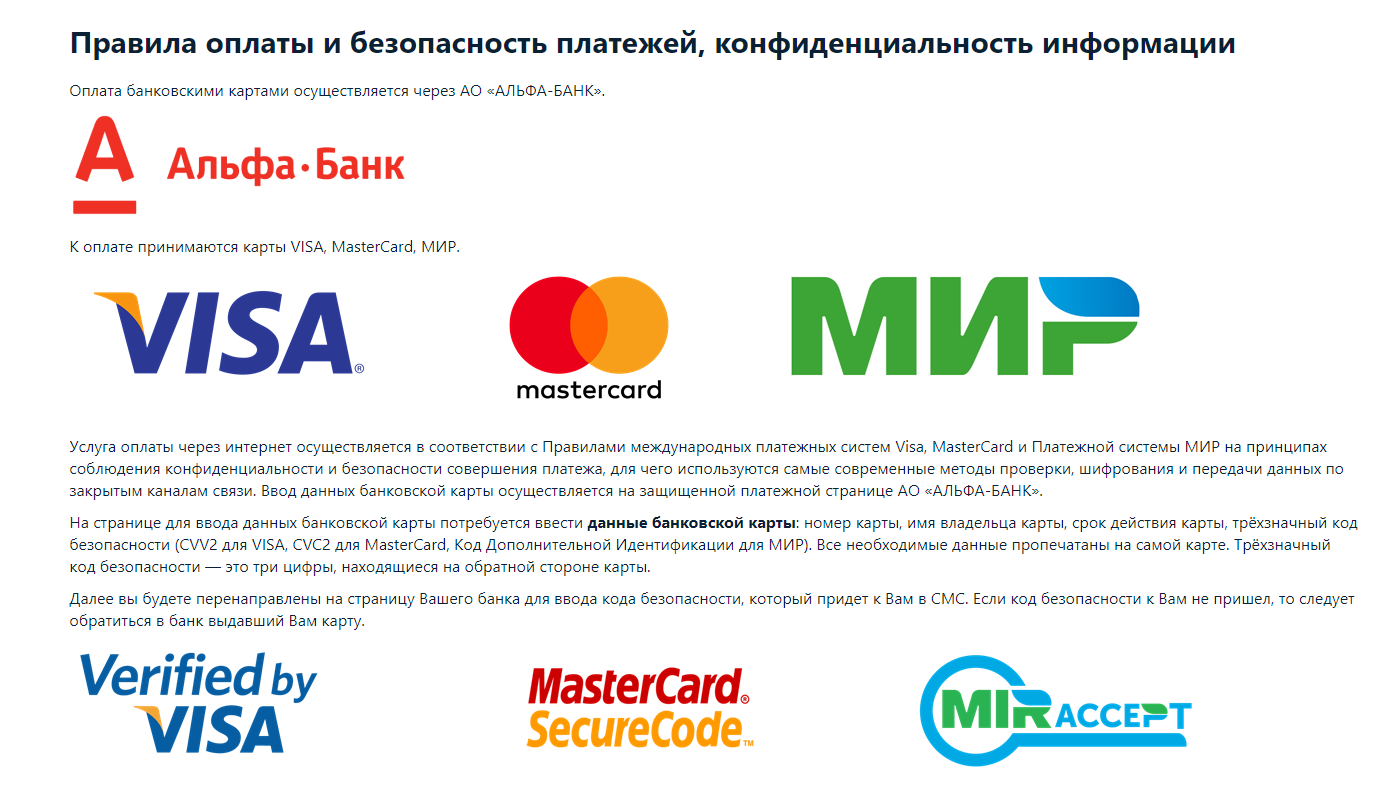 Правила оплаты и безопасность платежей, конфиденциальность информации
Оплата банковскими картами осуществляется через АО «АЛЬФА-БАНК».
А Альфа·Банк
К оплате принимаются карты VISA, MasterCard, МИР.
VISA® mastercard МИР
Услуга оплаты через интернет осуществляется в соответствии с Правилами международных платежных систем Visa, MasterCard и Платежной системы МИР на принципах
соблюдения конфиденциальности и безопасности совершения платежа, для чего используются самые современные методы проверки, шифрования и передачи данных по
закрытым каналам связи. Ввод данных банковской карты осуществляется на защищенной платежной странице АО «АЛЬФА-БАНК».
На странице для ввода данных банковской карты потребуется ввести данные банковской карты: номер карты, имя владельца карты, срок действия карты, трёхзначный код
безопасности (CVV2 для VISA, CVC2 для MasterCard, Код Дополнительной Идентификации для МИР). Все необходимые данные пропечатаны на самой карте. Трёхзначный
код безопасности — это три цифры, находящиеся на обратной стороне карты.
Далее вы будете перенаправлены на страницу Вашего банка для ввода кода безопасности, который придет к Вам в СМС. Если код безопасности к Вам не пришел, то следует
обратиться в банк выдавший Вам карту.
Verified by
VISA
MasterCard®
SecureCode™
MIR ACCEPT